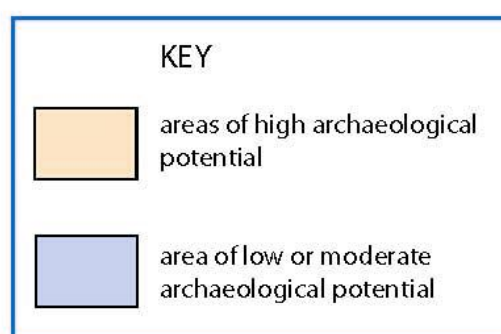 KEY
areas of high archaeological
potential
area of low or moderate
archaeological potential